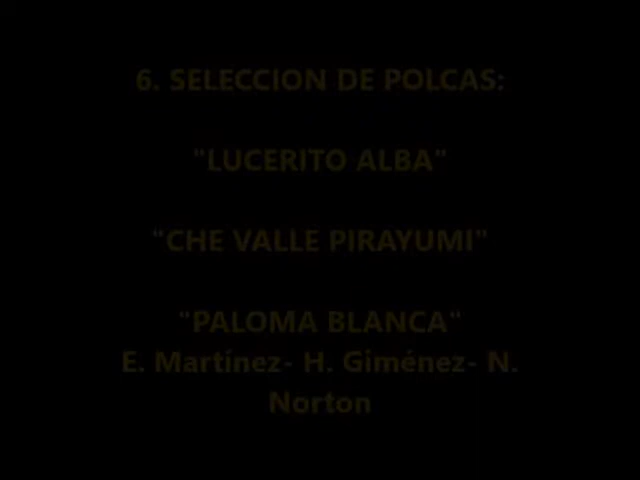 6. SELECCION DE POLCAS:
"LUCERITO ALBA"
"CHE VALLE PIRAYUMI"
"PALOMA BLANCA"
E. Martínez- H. Giménez- N.
Norton